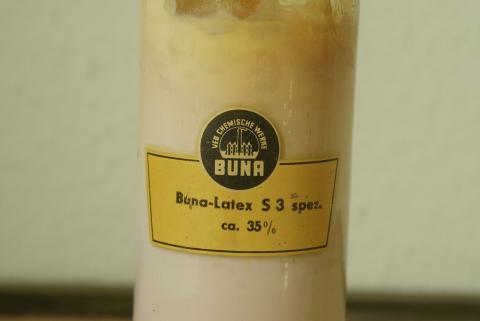 VEB CHEMISCHE WERKE
BUNA
Buna-Latex S 3 spez.
ca. 35%